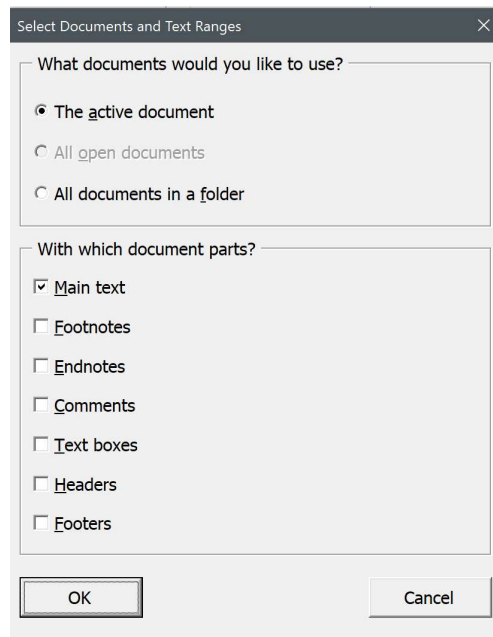 Select Documents and Text Ranges
What documents would you like to use?
The active document
All open documents
All documents in a folder
With which document parts?
Main text
Footnotes
Endnotes
Comments
Text boxes
Headers
Footers
OK Cancel